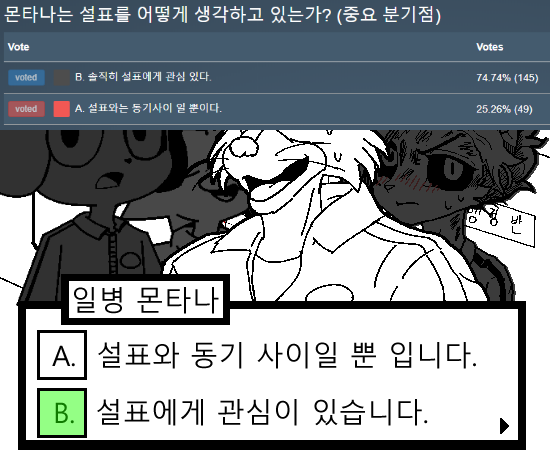 몬타나는 설표를 어떻게 생각하고 있는가? (중요 분기점)
Vote Votes
voted B. 솔직히 설표에게 관심 있다. 74.74% (145)
voted A. 설표와는 동기사이 일 뿐이다. 25.26% (49)
일병 몬타나
A. 설표와 동기 사이일 뿐 입니다.
B. 설표에게 관심이 있습니다.